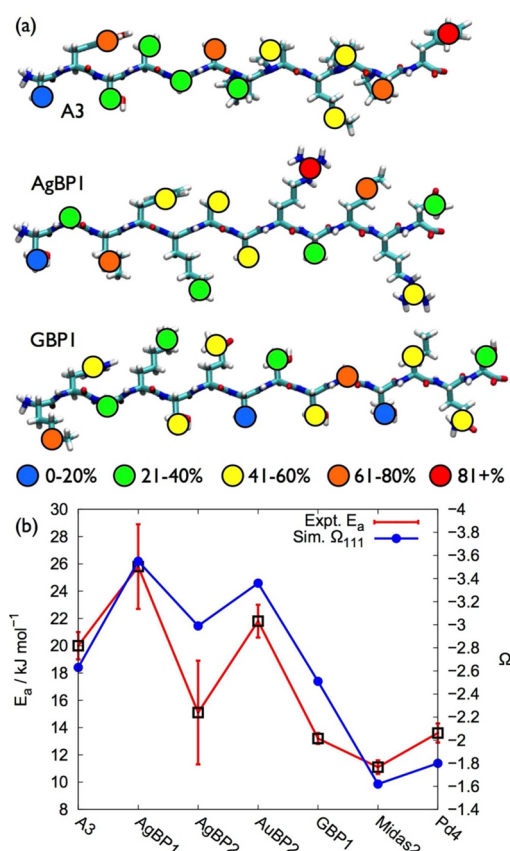 (a)
A3
AgBP1
GBP1
0-20% 21-40% 41-60% 61-80% 81+%
(b)
30
28
26
24
22
20
18
16
14
12
10
8
Eₐ / kJ mol⁻¹
Expt. Eₐ
Sim. Ω₁₁₁
−4
−3.8
−3.6
−3.4
−3.2
−3
−2.8
−2.6
−2.4
−2.2
−2
−1.8
−1.6
−1.4
Ω
A3 AgBP1 AgBP2 AuBP2 GBP1 Midas2 Pd4